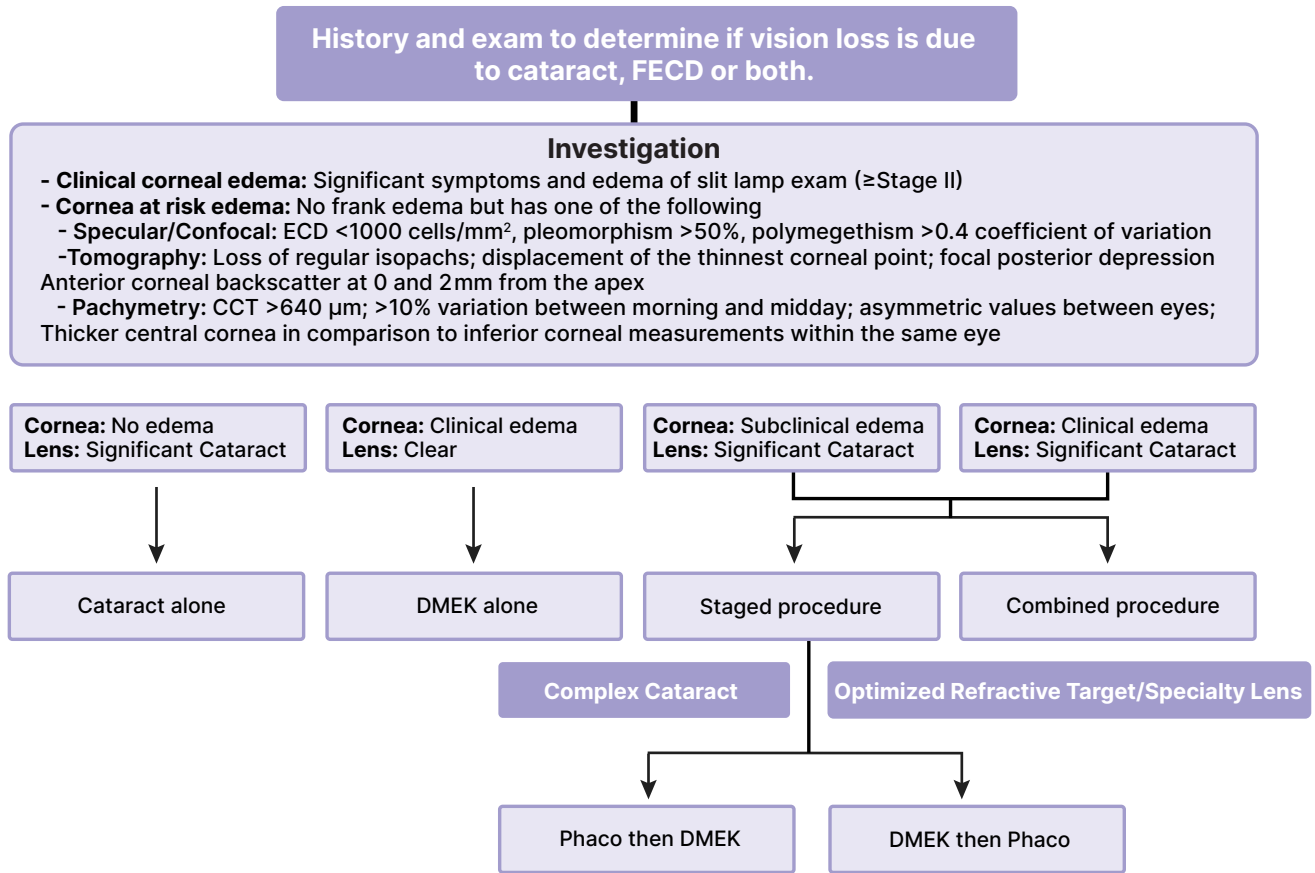 History and exam to determine if vision loss is due
to cataract, FECD or both.
Investigation
- Clinical corneal edema: Significant symptoms and edema of slit lamp exam (≥Stage II)
- Cornea at risk edema: No frank edema but has one of the following
- Specular/Confocal: ECD <1000 cells/mm², pleomorphism >50%, polymegethism >0.4 coefficient of variation
-Tomography: Loss of regular isopachs; displacement of the thinnest corneal point; focal posterior depression
Anterior corneal backscatter at 0 and 2mm from the apex
- Pachymetry: CCT >640 µm; >10% variation between morning and midday; asymmetric values between eyes;
Thicker central cornea in comparison to inferior corneal measurements within the same eye
Cornea: No edema
Lens: Significant Cataract
Cornea: Clinical edema
Lens: Clear
Cornea: Subclinical edema
Lens: Significant Cataract
Cornea: Clinical edema
Lens: Significant Cataract
Cataract alone
DMEK alone
Staged procedure
Combined procedure
Complex Cataract
Optimized Refractive Target/Specialty Lens
Phaco then DMEK
DMEK then Phaco